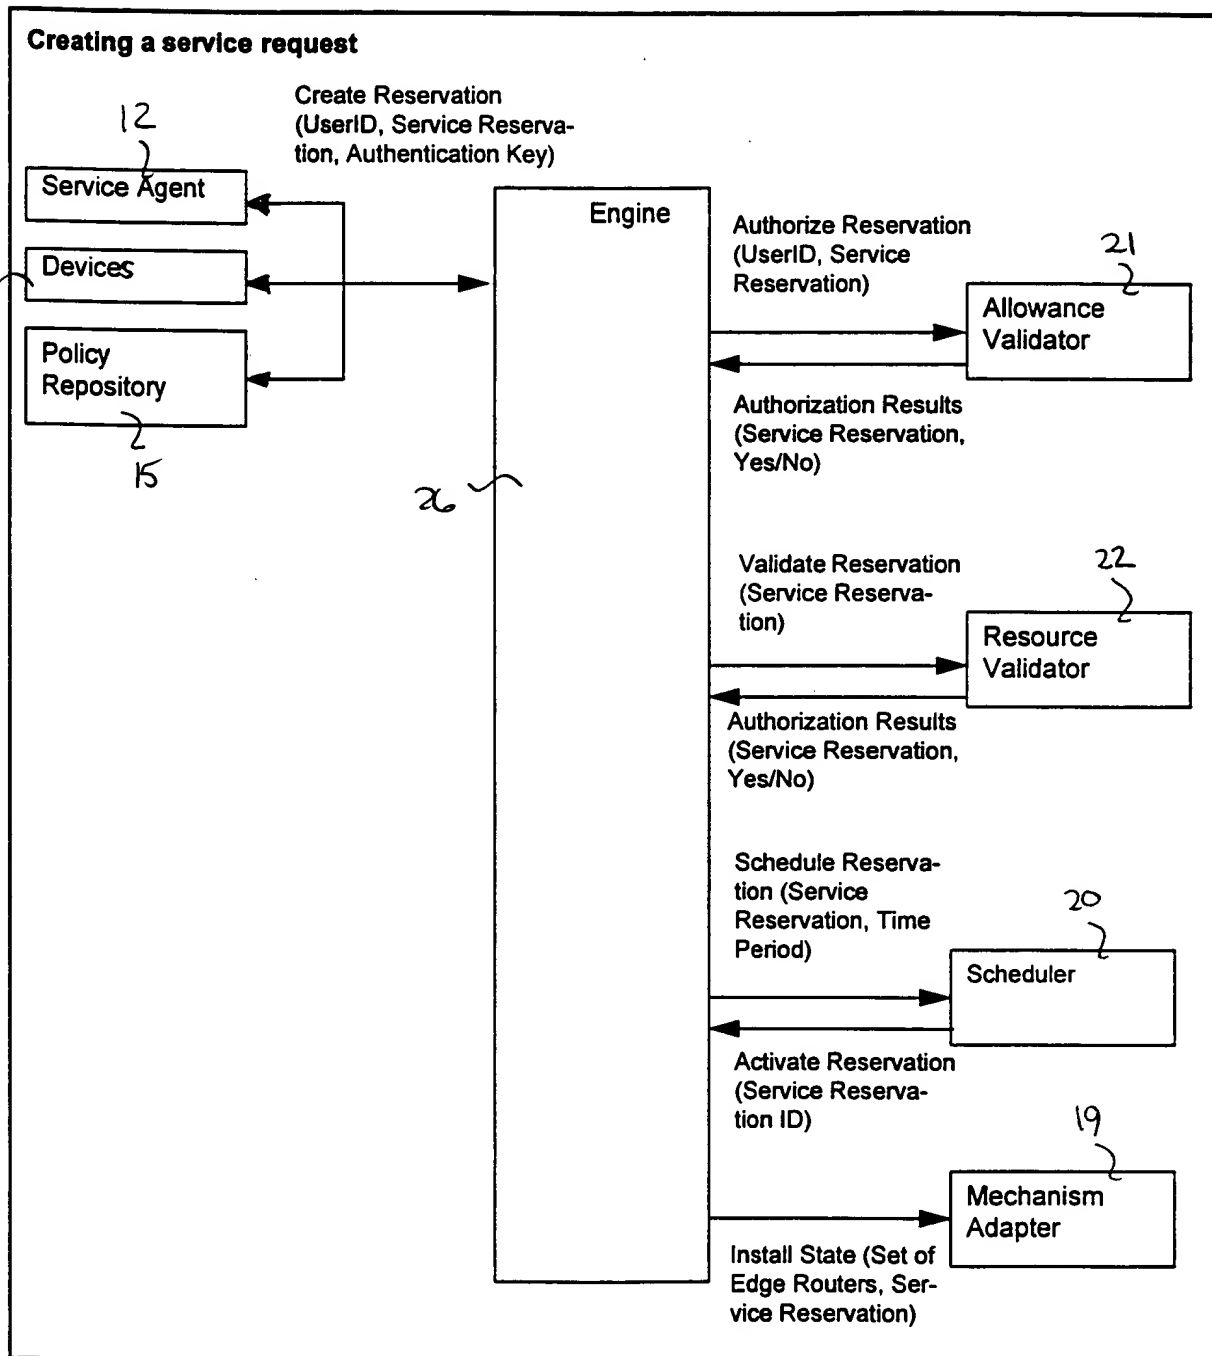 Creating a service request
Create Reservation
(UserID, Service Reserva-
tion, Authentication Key)
12
Service Agent
Devices
Policy
Repository
15
Engine
26
Authorize Reservation
(UserID, Service
Reservation)
21
Allowance
Validator
Authorization Results
(Service Reservation,
Yes/No)
Validate Reservation
(Service Reserva-
tion)
22
Resource
Validator
Authorization Results
(Service Reservation,
Yes/No)
Schedule Reserva-
tion (Service
Reservation, Time
Period)
20
Scheduler
Activate Reservation
(Service Reserva-
tion ID)
19
Mechanism
Adapter
Install State (Set of
Edge Routers, Ser-
vice Reservation)